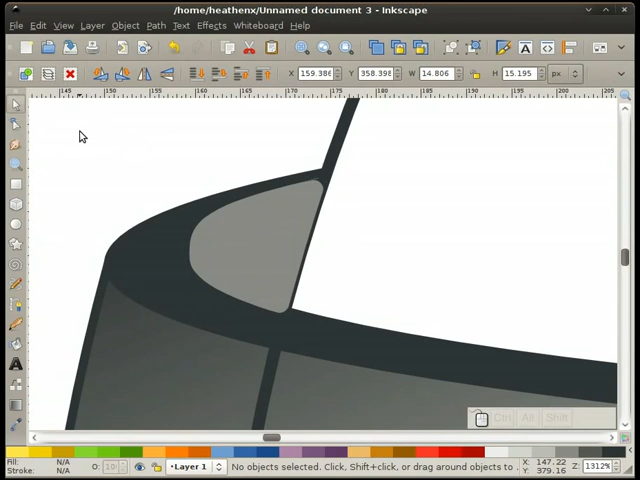 /home/heathenx/Unnamed document 3 - Inkscape
File Edit View Layer Object Path Text Effects Whiteboard Help
X 159.386 Y 358.398 W 14.806 H 15.195 px
145 150 155 160 165 170 175 180 185 190 195 200 205
Ctrl Alt Shift
Fill: N/A O: Layer 1 No objects selected. Click, Shift+click, or drag around objects to X: 147.22 Z: 1312%
Stroke: N/A Y: 379.16